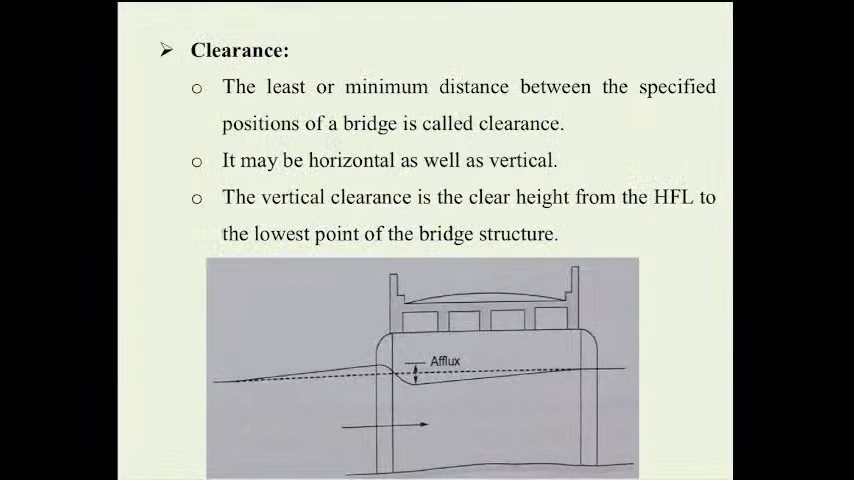 ➢ Clearance:
o The least or minimum distance between the specified
positions of a bridge is called clearance.
o It may be horizontal as well as vertical.
o The vertical clearance is the clear height from the HFL to
the lowest point of the bridge structure.
Afflux